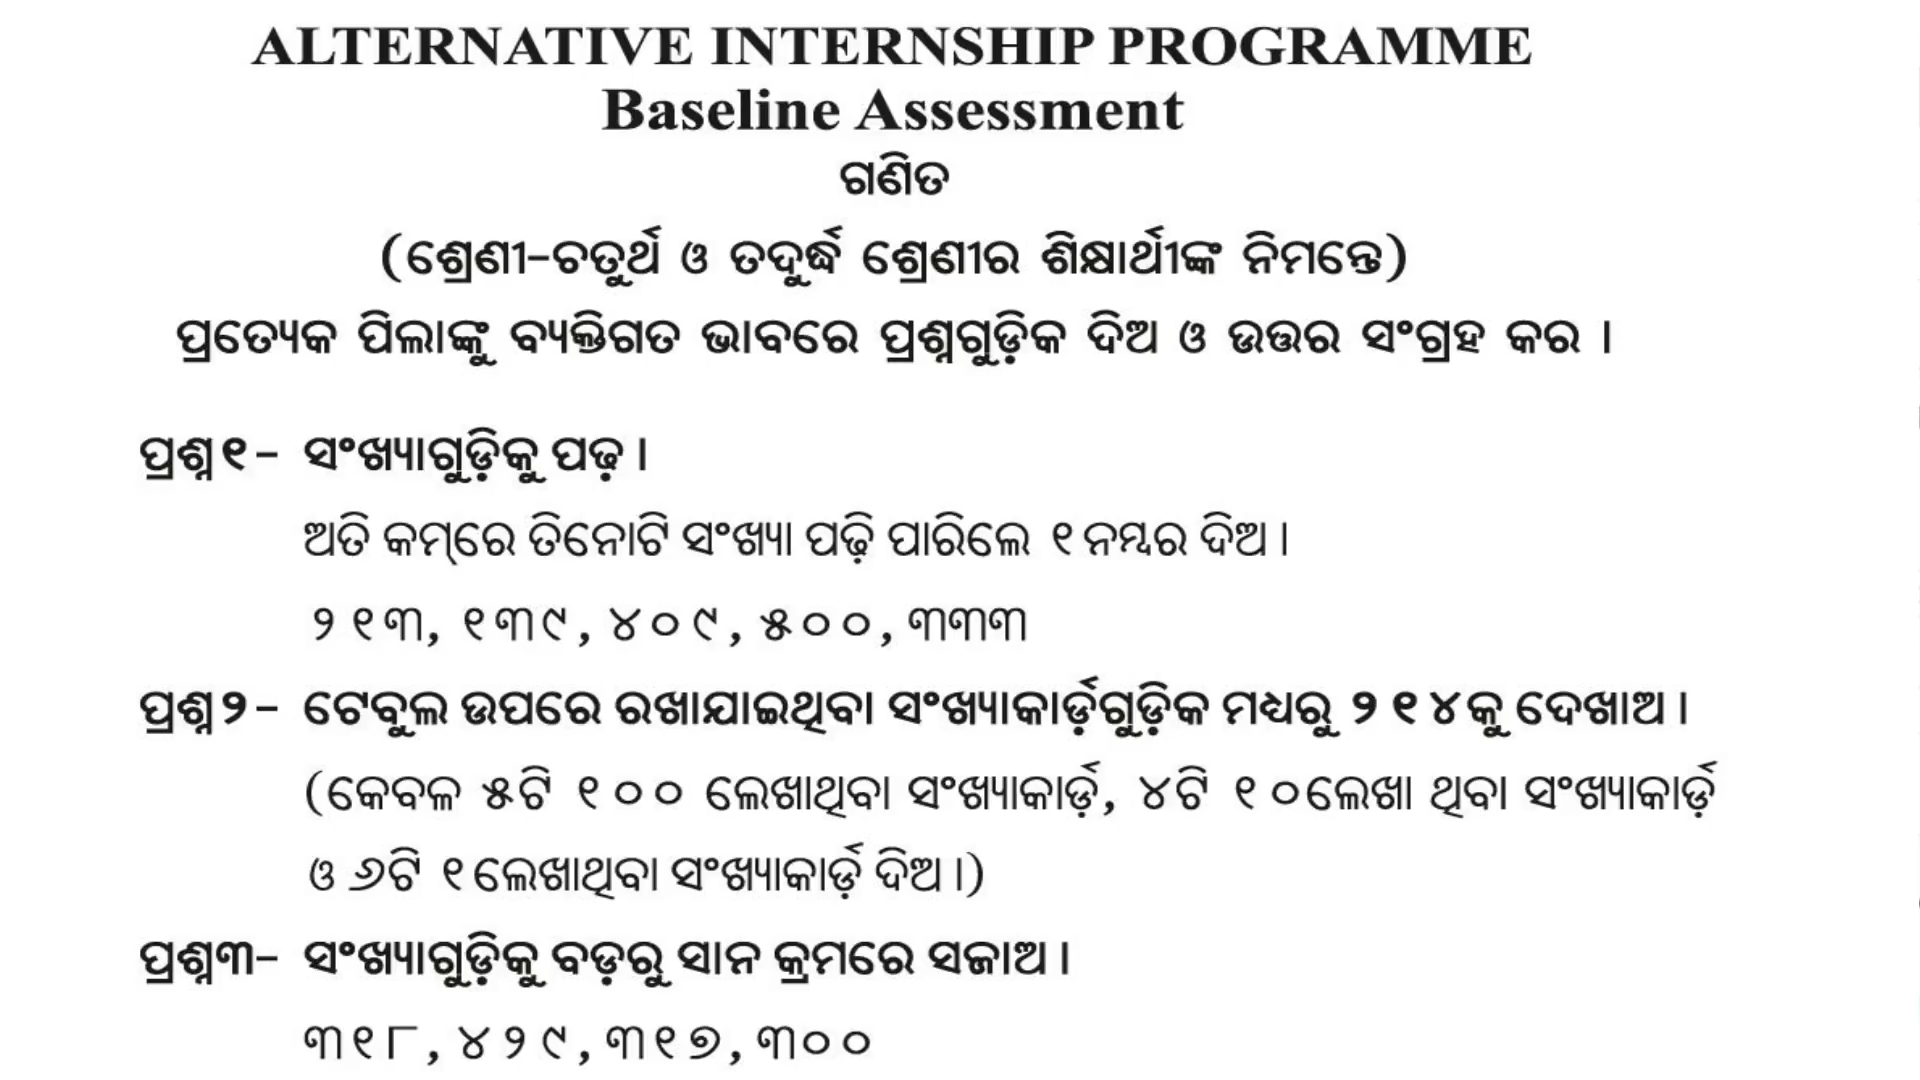 ALTERNATIVE INTERNSHIP PROGRAMME
Baseline Assessment
ଗଣିତ
(ଶ୍ରେଣୀ-ଚତୁର୍ଥ ଓ ତଦୁର୍ଦ୍ଧ୍ଵ ଶ୍ରେଣୀର ଶିକ୍ଷାର୍ଥୀଙ୍କ ନିମନ୍ତେ)
ପ୍ରତ୍ୟେକ ପିଲାଙ୍କୁ ବ୍ୟକ୍ତିଗତ ଭାବରେ ପ୍ରଶ୍ନଗୁଡ଼ିକ ଦିଅ ଓ ଉତ୍ତର ସଂଗ୍ରହ କର ।
ପ୍ରଶ୍ନ୧- ସଂଖ୍ୟାଗୁଡ଼ିକୁ ପଢ଼ ।
ଅତି କମ୍‌ରେ ତିନୋଟି ସଂଖ୍ୟା ପଢ଼ି ପାରିଲେ ୧ ନମ୍ବର ଦିଅ ।
୨୧୩, ୧୩୯, ୪୦୯, ୫୦୦, ୩୩୩
ପ୍ରଶ୍ନ୨- ଟେବୁଲ ଉପରେ ରଖାଯାଇଥିବା ସଂଖ୍ୟାକାର୍ଡ଼ଗୁଡ଼ିକ ମଧ୍ୟରୁ ୨୧୪କୁ ଦେଖାଅ ।
(କେବଳ ୫ଟି ୧୦୦ ଲେଖାଥିବା ସଂଖ୍ୟାକାର୍ଡ଼, ୪ଟି ୧୦ଲେଖା ଥିବା ସଂଖ୍ୟାକାର୍ଡ଼
ଓ ୬ଟି ୧ଲେଖାଥିବା ସଂଖ୍ୟାକାର୍ଡ଼ ଦିଅ ।)
ପ୍ରଶ୍ନ୩- ସଂଖ୍ୟାଗୁଡ଼ିକୁ ବଡ଼ରୁ ସାନ କ୍ରମରେ ସଜାଅ ।
୩୧୮, ୪୨୯, ୩୧୭, ୩୦୦